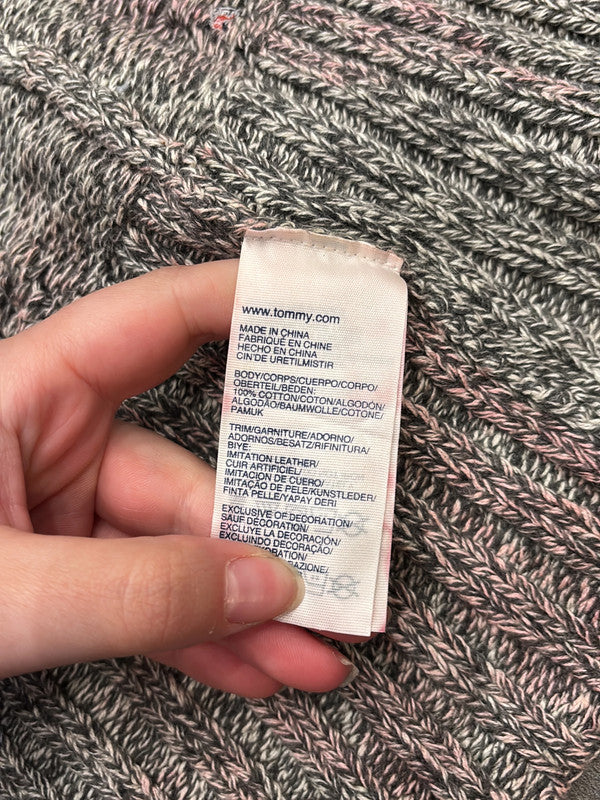 www.tommy.com
MADE IN CHINA
FABRIQUÉ EN CHINE
HECHO EN CHINA
CIN'DE URETILMISTIR
BODY/CORPS/CUERPO/CORPO/
OBERTEIL/BEDEN:
100% COTTON/COTON/ALGODÓN/
ALGODÃO/BAUMWOLLE/COTONE/
PAMUK
TRIM/GARNITURE/ADORNO/
ADORNOS/BESATZ/RIFINITURA/
BIYE:
IMITATION LEATHER/
CUIR ARTIFICIEL/
IMITACION DE CUERO/
IMITAÇÃO DE PELE/KUNSTLEDER/
FINTA PELLE/YAPAY DERI
EXCLUSIVE OF DECORATION/
SAUF DECORATION/
EXCLUYE LA DECORACIÓN/
EXCLUINDO DECORAÇÃO/